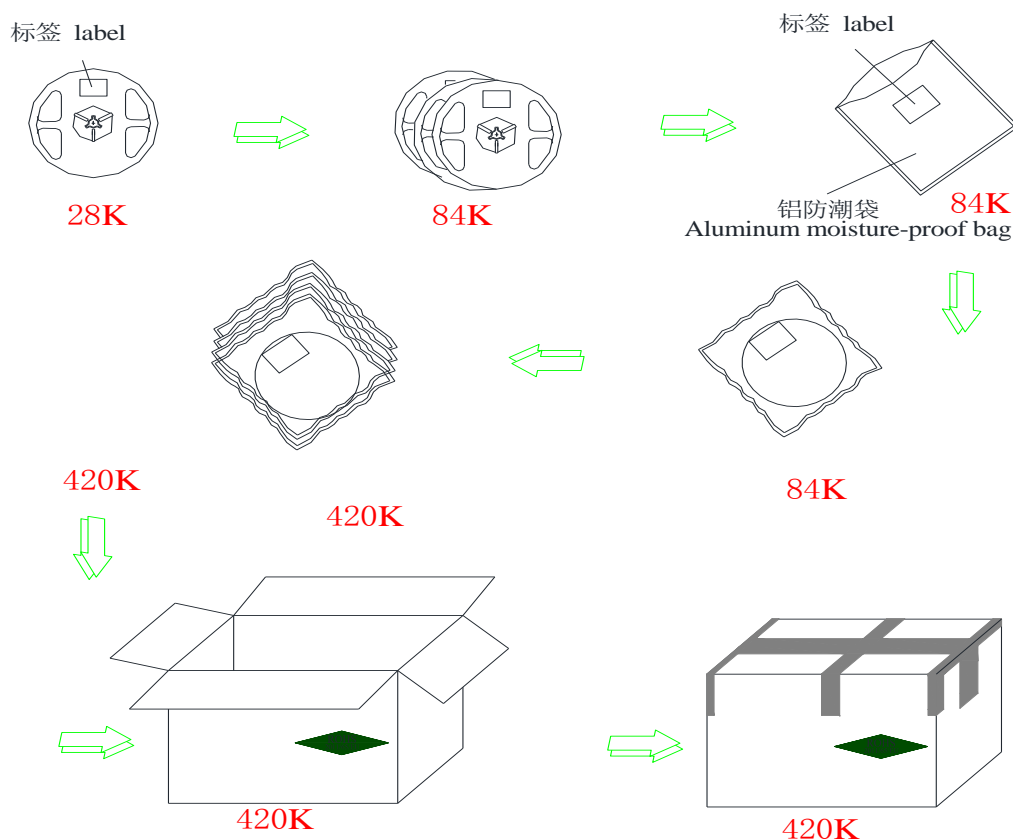 标签 label
标签 label
28K
84K
84K
铝防潮袋
Aluminum moisture-proof bag
84K
420K
420K
420K
420K